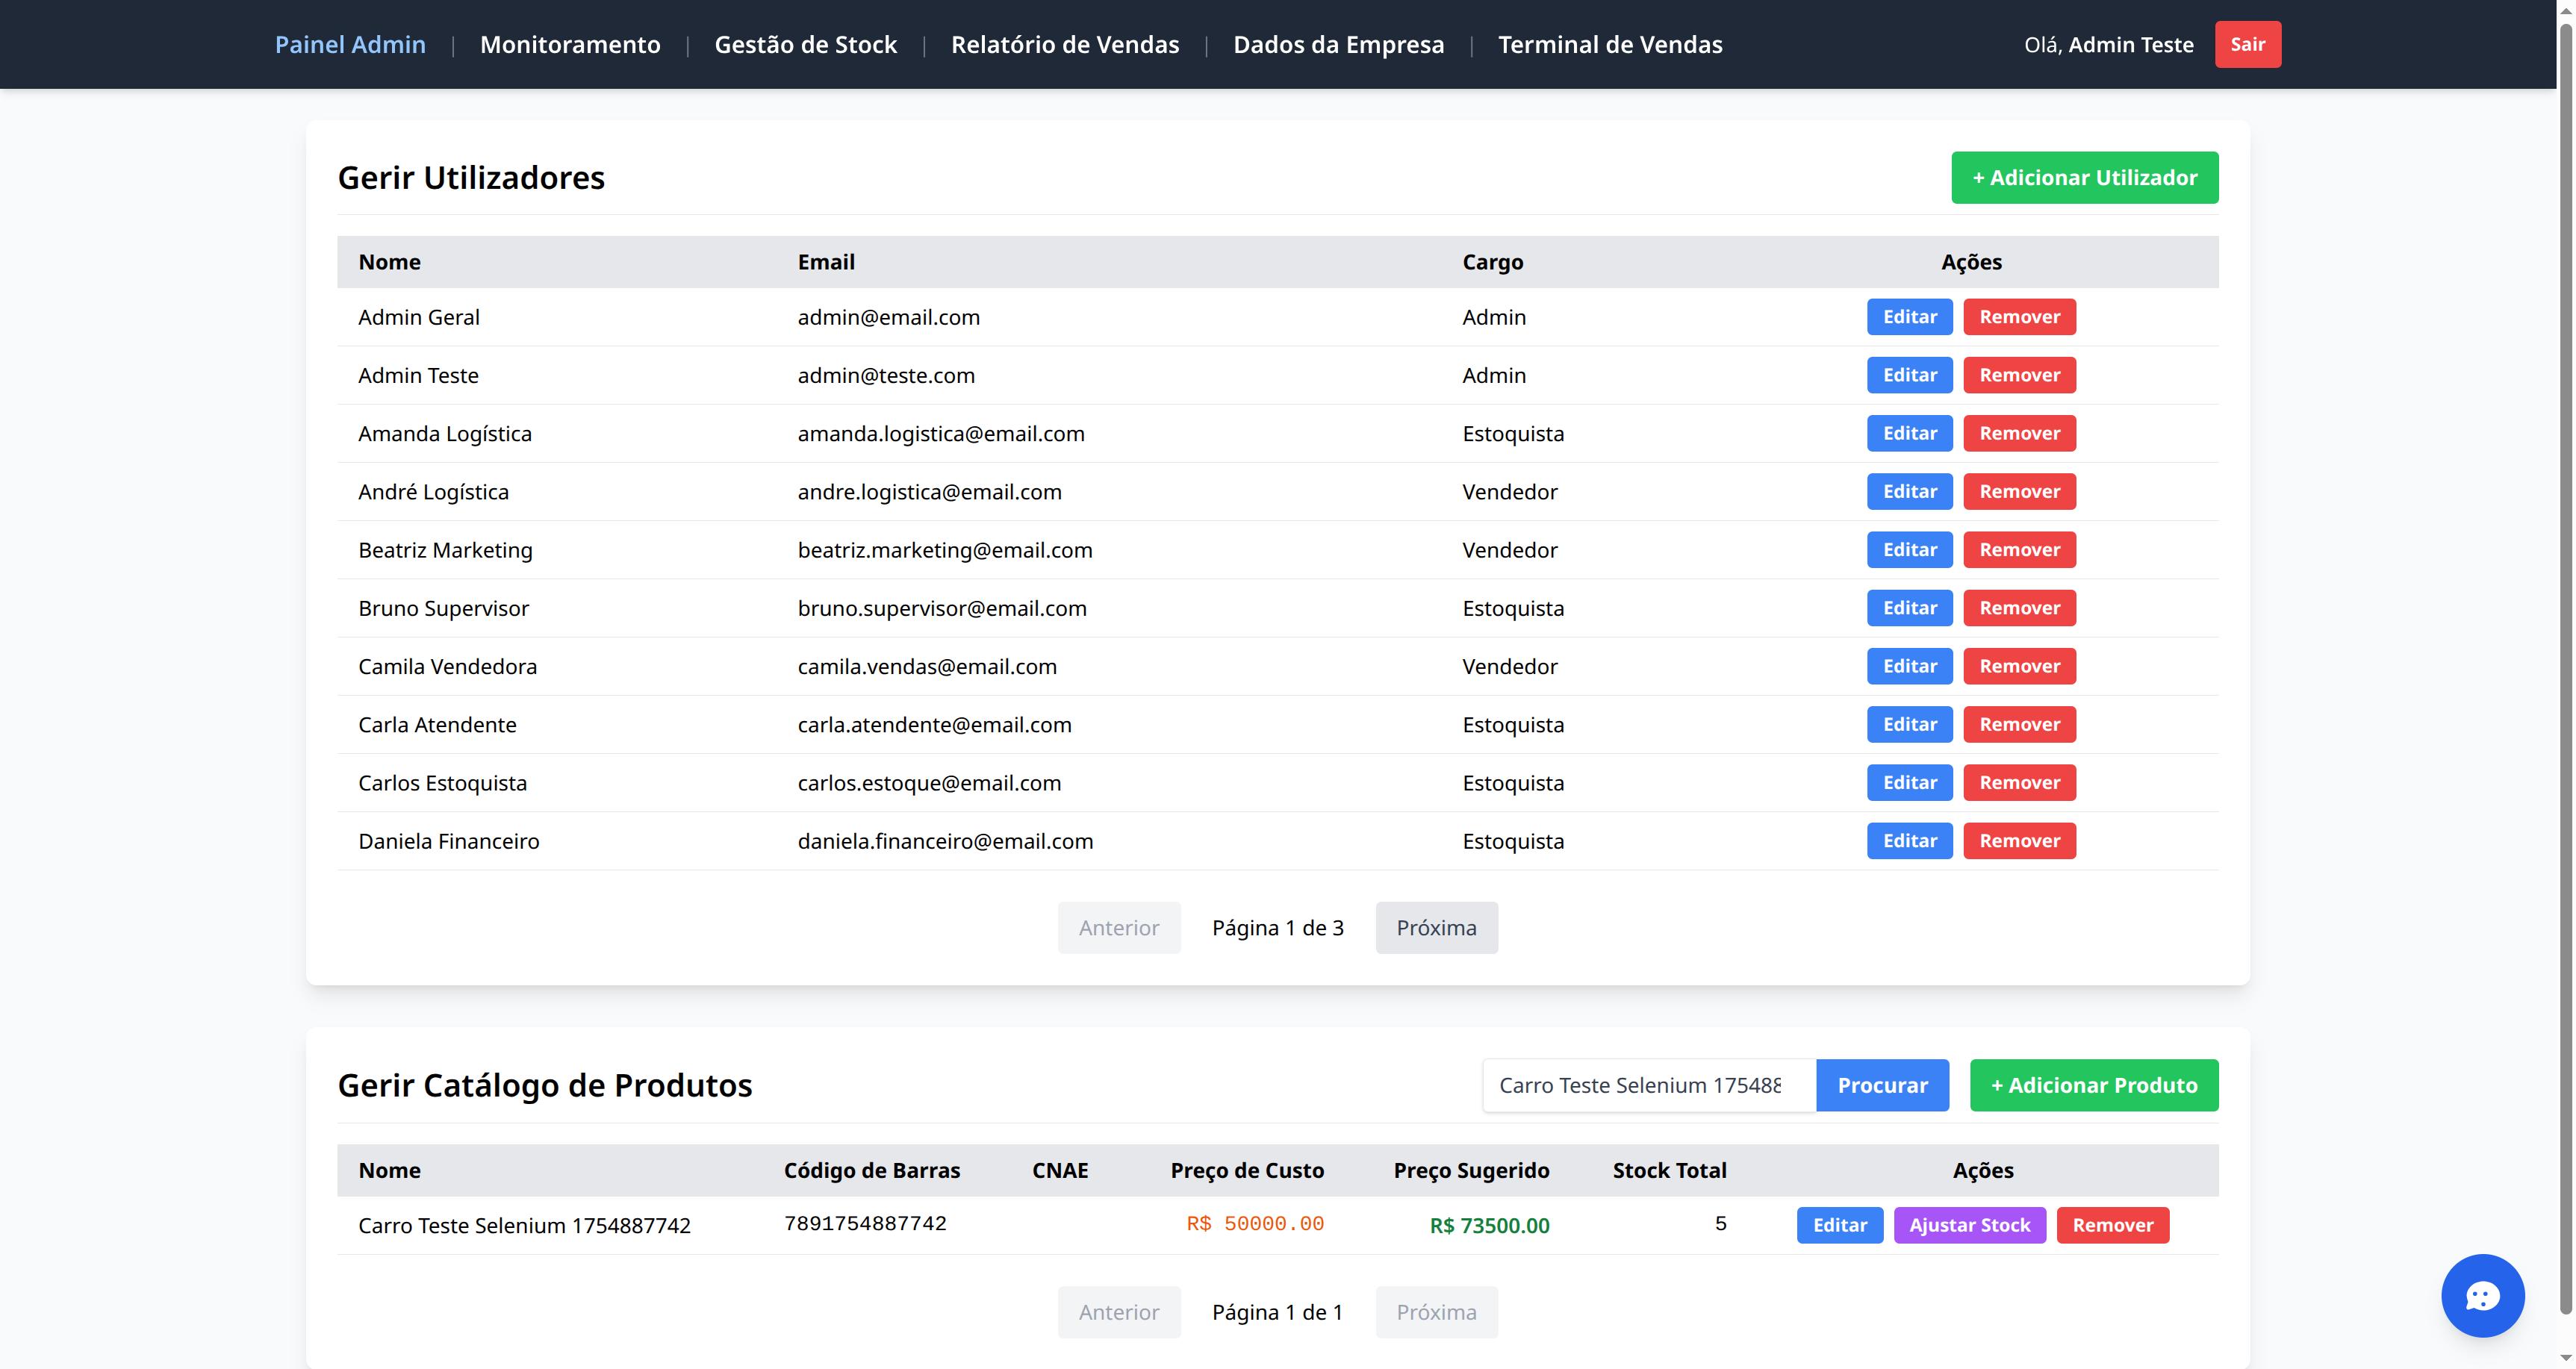 Painel Admin | Monitoramento | Gestão de Stock | Relatório de Vendas | Dados da Empresa | Terminal de Vendas Olá, Admin Teste Sair
Gerir Utilizadores + Adicionar Utilizador
Nome Email Cargo Ações
Admin Geral admin@email.com Admin Editar Remover
Admin Teste admin@teste.com Admin Editar Remover
Amanda Logística amanda.logistica@email.com Estoquista Editar Remover
André Logística andre.logistica@email.com Vendedor Editar Remover
Beatriz Marketing beatriz.marketing@email.com Vendedor Editar Remover
Bruno Supervisor bruno.supervisor@email.com Estoquista Editar Remover
Camila Vendedora camila.vendas@email.com Vendedor Editar Remover
Carla Atendente carla.atendente@email.com Estoquista Editar Remover
Carlos Estoquista carlos.estoque@email.com Estoquista Editar Remover
Daniela Financeiro daniela.financeiro@email.com Estoquista Editar Remover
Anterior Página 1 de 3 Próxima
Gerir Catálogo de Produtos Carro Teste Selenium 175488 Procurar + Adicionar Produto
Nome Código de Barras CNAE Preço de Custo Preço Sugerido Stock Total Ações
Carro Teste Selenium 1754887742 7891754887742 R$ 50000.00 R$ 73500.00 5 Editar Ajustar Stock Remover
Anterior Página 1 de 1 Próxima